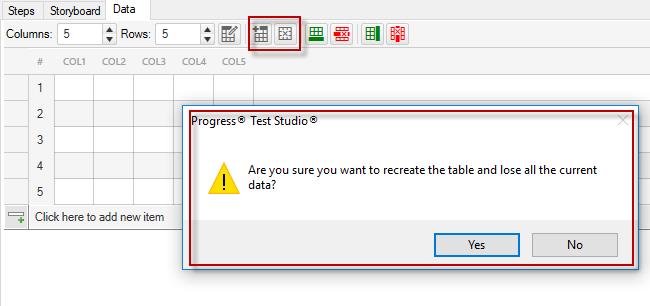 Steps Storyboard Data
Columns: 5 Rows: 5
# COL1 COL2 COL3 COL4 COL5
1
2
3
4
5
Click here to add new item
Progress® Test Studio®
Are you sure you want to recreate the table and lose all the current
data?
Yes No